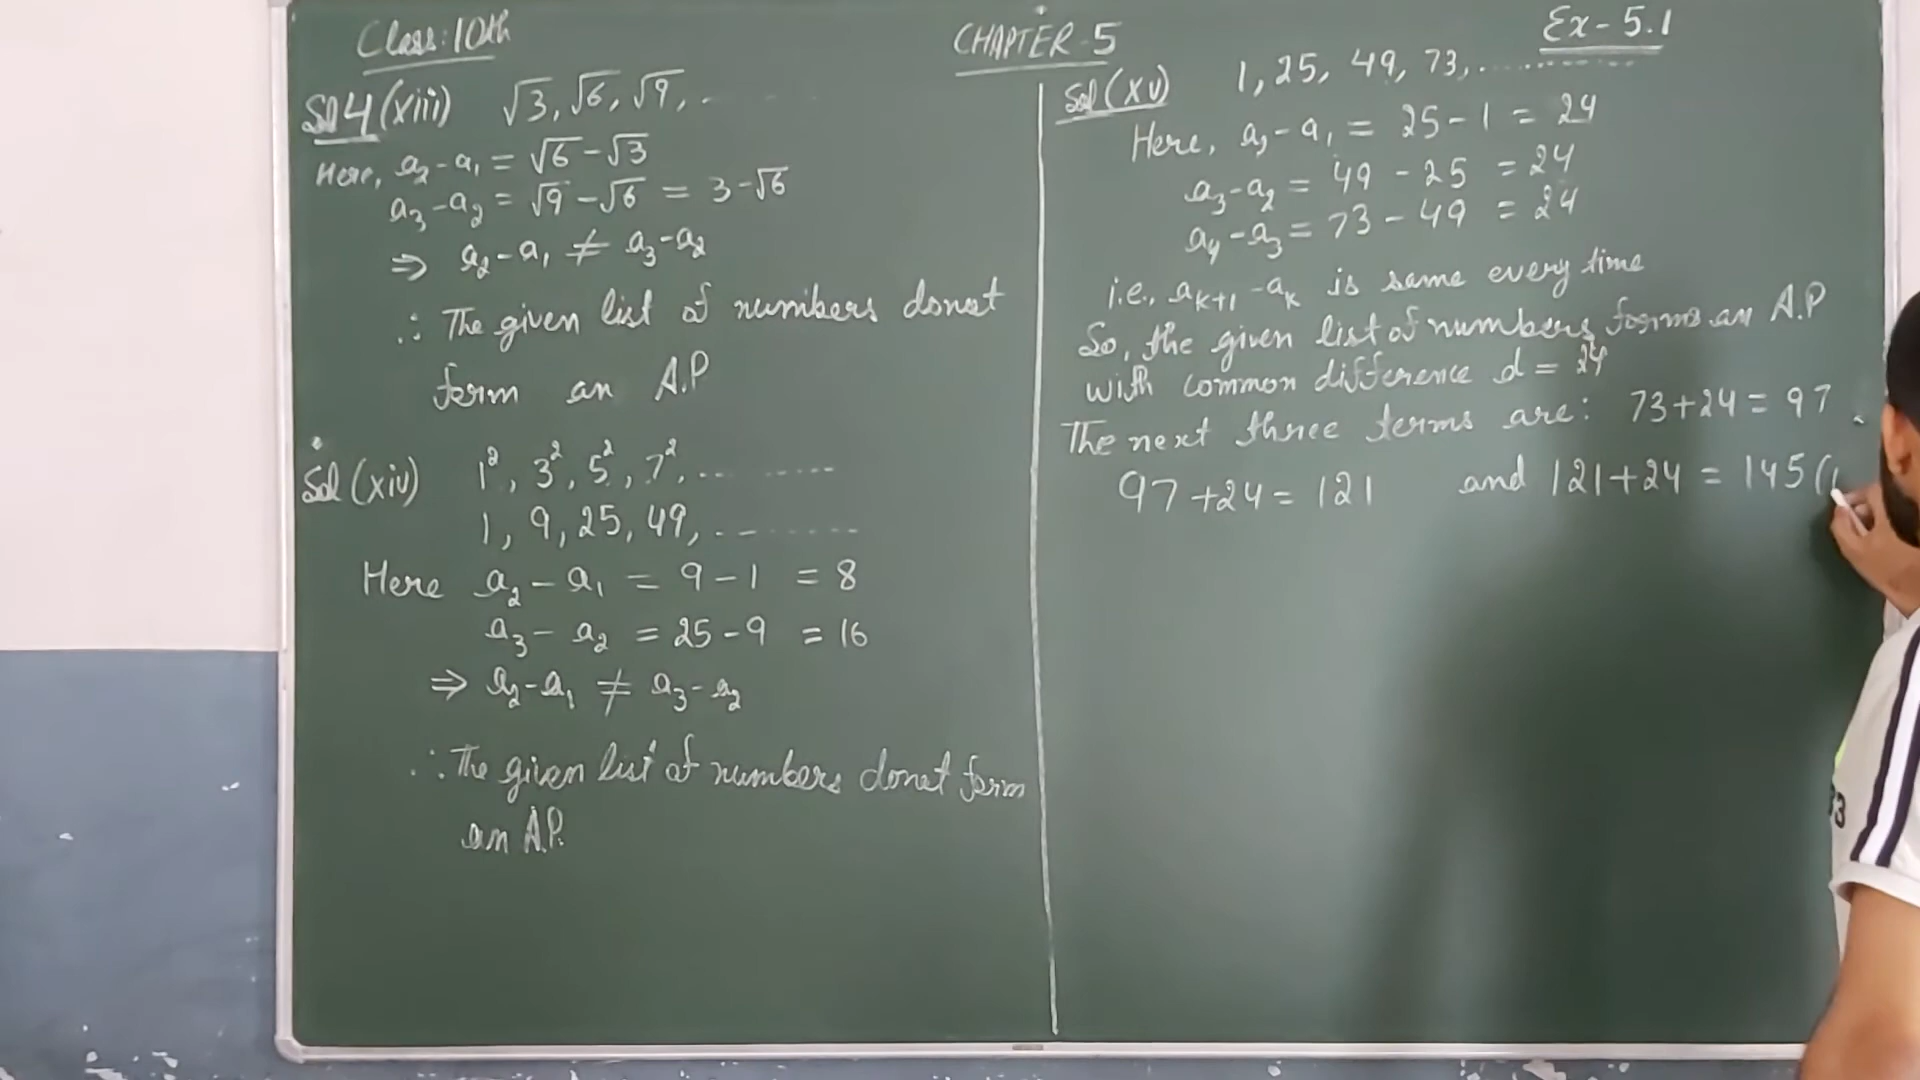 Class:10th
CHAPTER-5
Ex-5.1
Sol4(xiii) √3, √6, √9, . . . .
Here, a₂-a₁ = √6-√3
a₃-a₂ = √9-√6 = 3-√6
⇒ a₂-a₁ ≠ a₃-a₂
∴ The given list of numbers donot
form an A.P
Sol(xiv) 1², 3², 5², 7², ..........
1, 9, 25, 49, ..........
Here a₂-a₁ = 9-1 = 8
a₃-a₂ = 25-9 = 16
⇒ a₂-a₁ ≠ a₃-a₂
∴ The given list of numbers donot form
an A.P.
Sol(xv) 1, 25, 49, 73, ..........
Here, a₂-a₁ = 25-1 = 24
a₃-a₂ = 49-25 = 24
a₄-a₃ = 73-49 = 24
i.e., aₖ₊₁-aₖ is same every time
So, the given list of numbers forms an A.P
with common difference d = 24
The next three terms are: 73+24 = 97
97+24 = 121 and 121+24 = 145 (